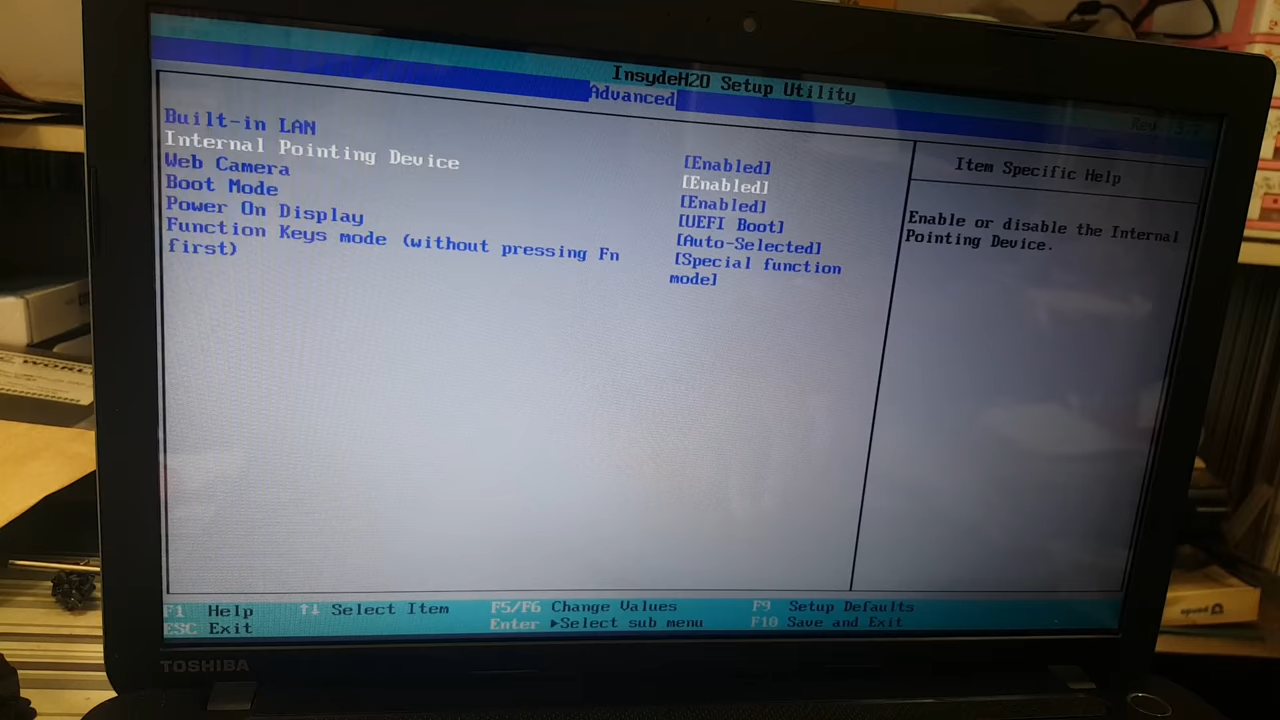 InsydeH2O Setup Utility
Advanced
Built-in LAN [Enabled]
Internal Pointing Device [Enabled]
Web Camera [Enabled]
Boot Mode [UEFI Boot]
Power On Display [Auto-Selected]
Function Keys mode (without pressing Fn [Special function
first) mode]
Item Specific Help
Enable or disable the Internal
Pointing Device.
F1 Help ↑↓ Select Item F5/F6 Change Values F9 Setup Defaults
ESC Exit Enter ▶Select sub menu F10 Save and Exit
TOSHIBA